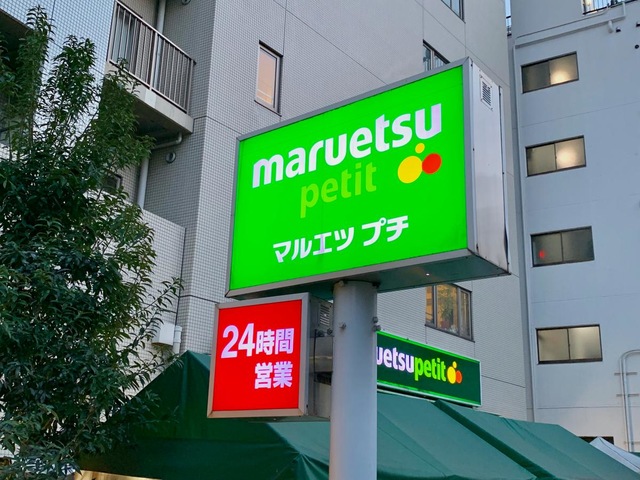 maruetsu
petit
マルエツ プチ
24時間
営業
uetsupetit